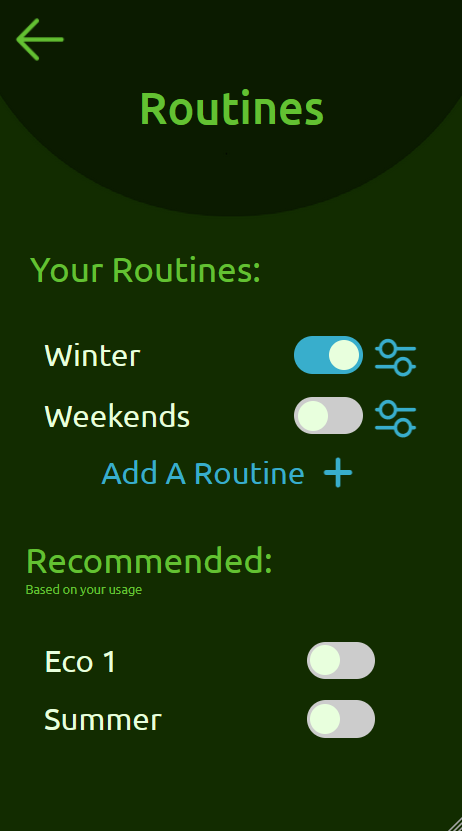 Routines
Your Routines:
Winter
Weekends
Add A Routine +
Recommended:
Based on your usage
Eco 1
Summer